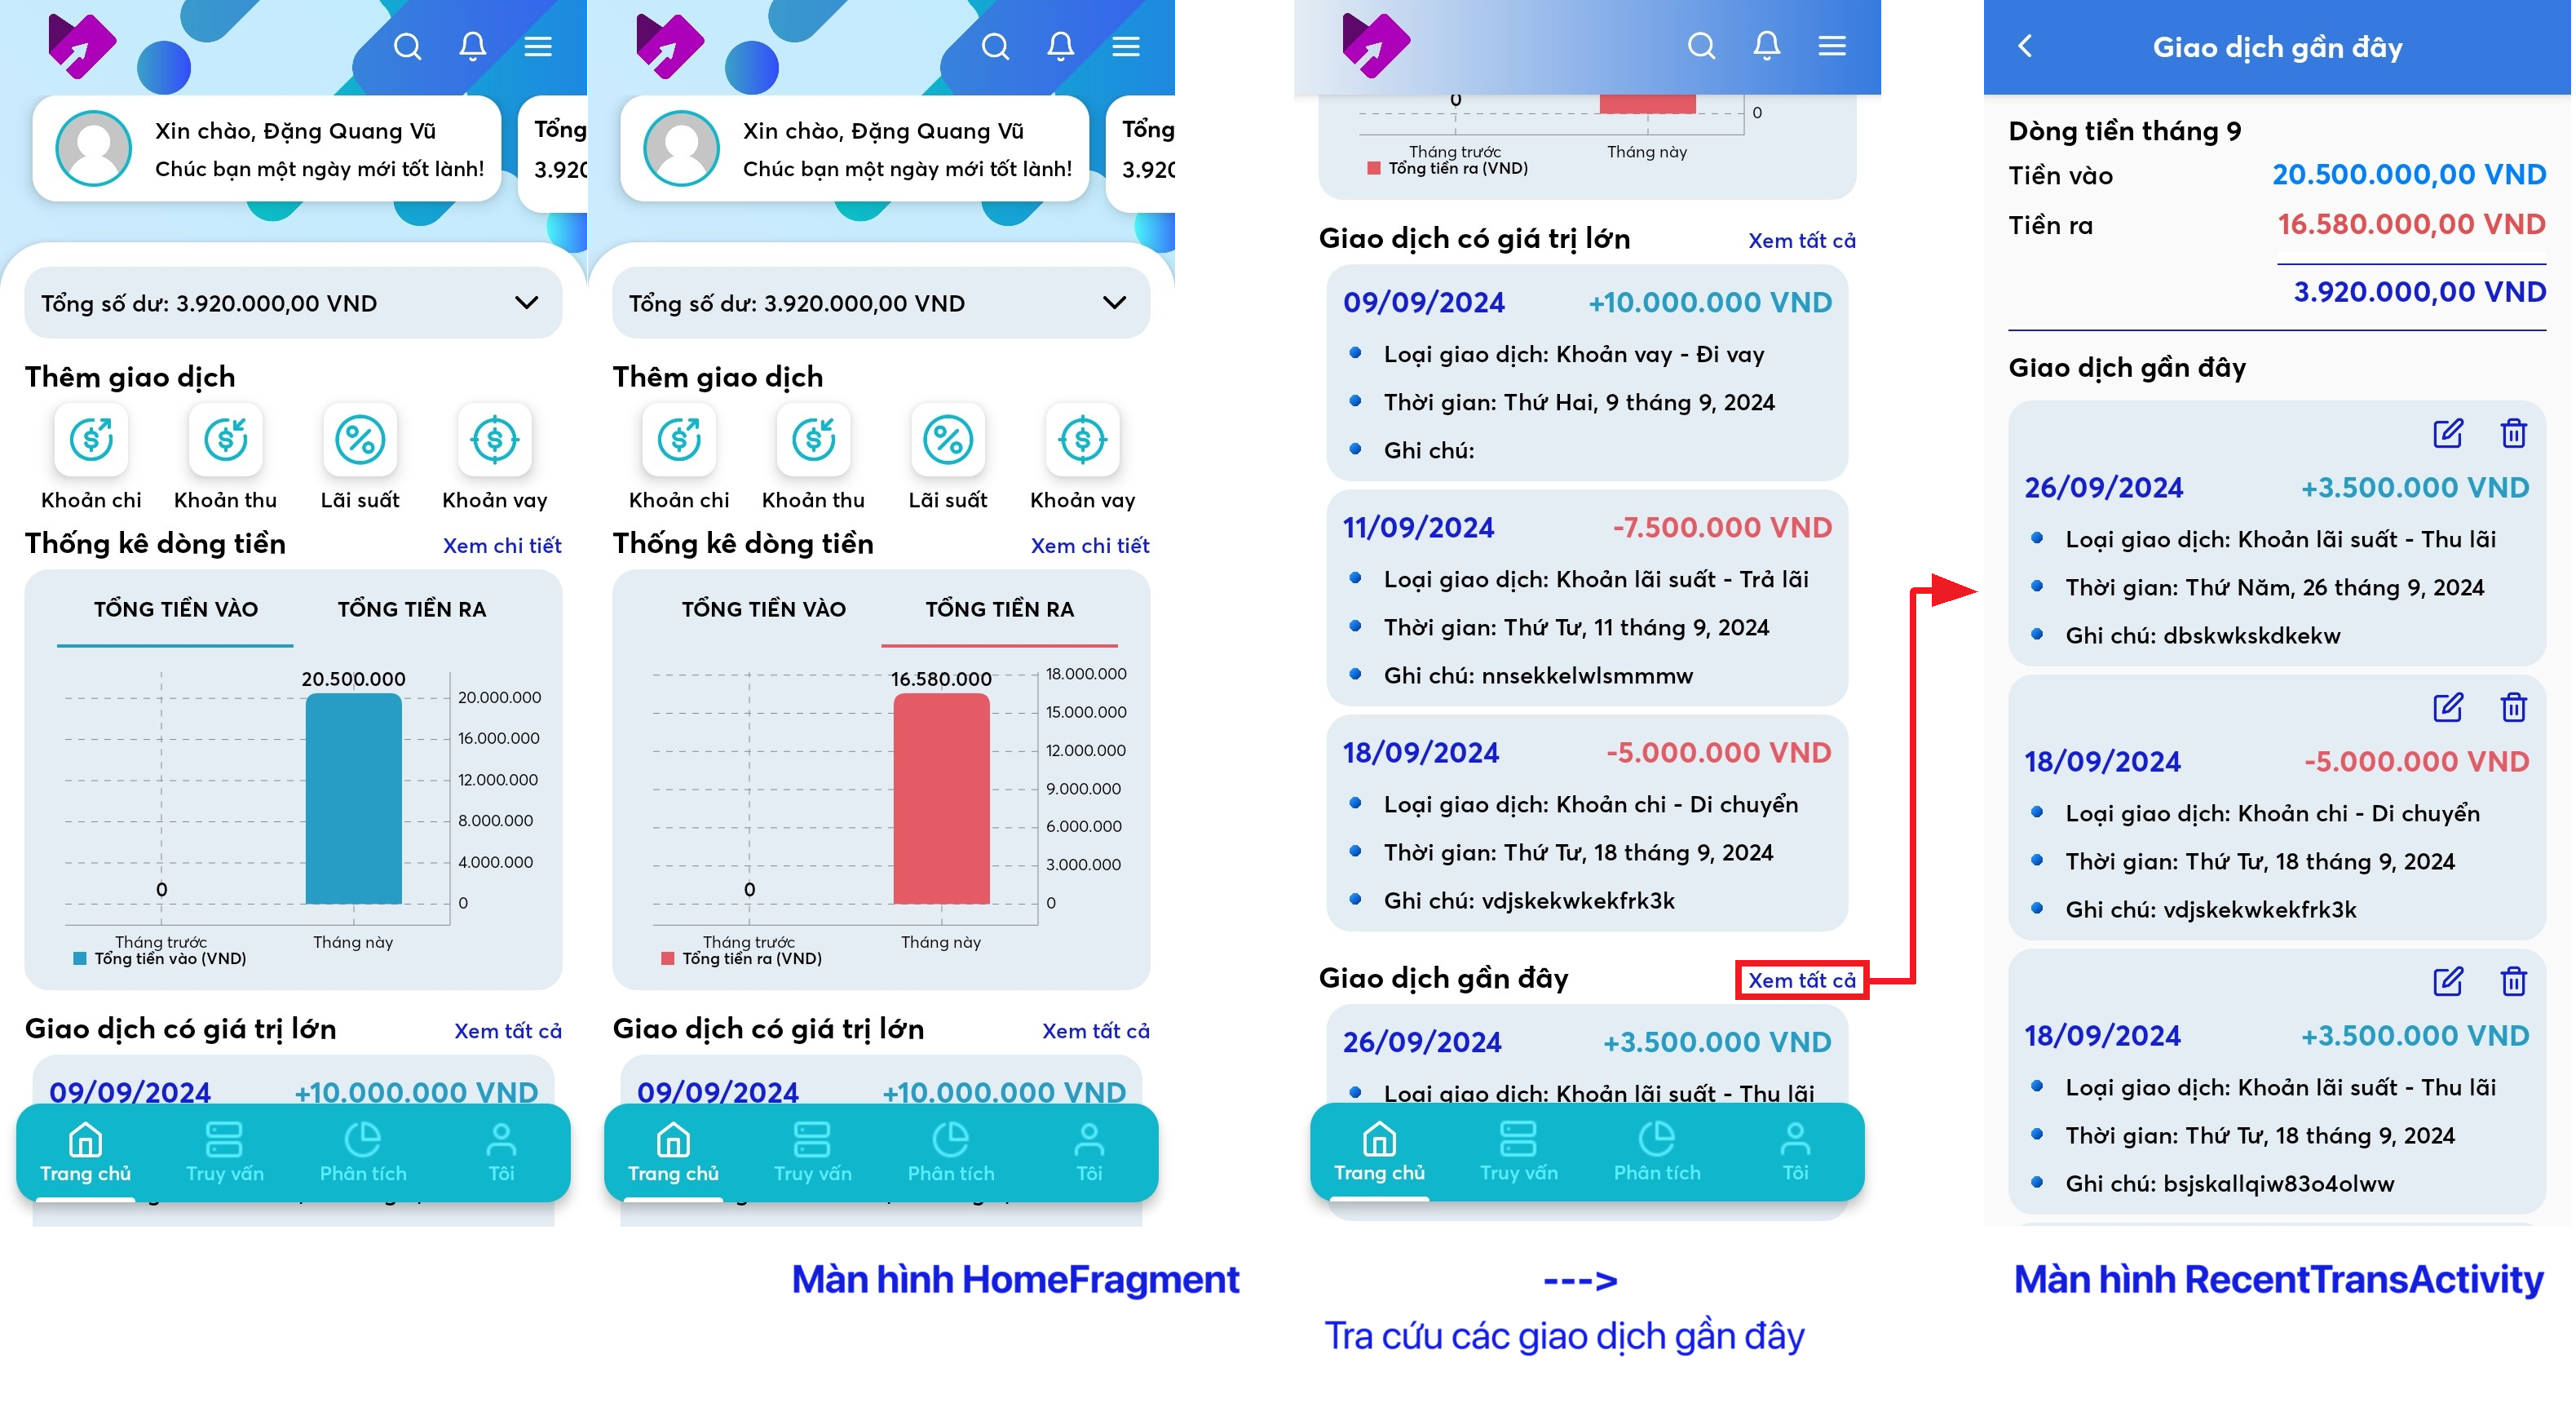 Xin chào, Đặng Quang Vũ
Chúc bạn một ngày mới tốt lành!
Tổng
3.920
Tổng số dư: 3.920.000,00 VND
Thêm giao dịch
Khoản chi
Khoản thu
Lãi suất
Khoản vay
Thống kê dòng tiền
Xem chi tiết
TỔNG TIỀN VÀO
TỔNG TIỀN RA
20.500.000
20.000.000
16.000.000
12.000.000
8.000.000
4.000.000
0
0
Tháng trước
Tháng này
Tổng tiền vào (VND)
Giao dịch có giá trị lớn
Xem tất cả
09/09/2024
+10.000.000 VND
Trang chủ
Truy vấn
Phân tích
Tôi
Xin chào, Đặng Quang Vũ
Chúc bạn một ngày mới tốt lành!
Tổng
3.920
Tổng số dư: 3.920.000,00 VND
Thêm giao dịch
Khoản chi
Khoản thu
Lãi suất
Khoản vay
Thống kê dòng tiền
Xem chi tiết
TỔNG TIỀN VÀO
TỔNG TIỀN RA
16.580.000
18.000.000
15.000.000
12.000.000
9.000.000
6.000.000
3.000.000
0
0
Tháng trước
Tháng này
Tổng tiền ra (VND)
Giao dịch có giá trị lớn
Xem tất cả
09/09/2024
+10.000.000 VND
Trang chủ
Truy vấn
Phân tích
Tôi
Màn hình HomeFragment
0
0
Tháng trước
Tháng này
Tổng tiền ra (VND)
Giao dịch có giá trị lớn
Xem tất cả
09/09/2024
+10.000.000 VND
Loại giao dịch: Khoản vay - Đi vay
Thời gian: Thứ Hai, 9 tháng 9, 2024
Ghi chú:
11/09/2024
-7.500.000 VND
Loại giao dịch: Khoản lãi suất - Trả lãi
Thời gian: Thứ Tư, 11 tháng 9, 2024
Ghi chú: nnsekkelwlsmmmw
18/09/2024
-5.000.000 VND
Loại giao dịch: Khoản chi - Di chuyển
Thời gian: Thứ Tư, 18 tháng 9, 2024
Ghi chú: vdjskekwkekfrk3k
Giao dịch gần đây
Xem tất cả
26/09/2024
+3.500.000 VND
Loại giao dịch: Khoản lãi suất - Thu lãi
Trang chủ
Truy vấn
Phân tích
Tôi
--->
Tra cứu các giao dịch gần đây
Giao dịch gần đây
Dòng tiền tháng 9
Tiền vào
20.500.000,00 VND
Tiền ra
16.580.000,00 VND
3.920.000,00 VND
Giao dịch gần đây
26/09/2024
+3.500.000 VND
Loại giao dịch: Khoản lãi suất - Thu lãi
Thời gian: Thứ Năm, 26 tháng 9, 2024
Ghi chú: dbskwkskdkekw
18/09/2024
-5.000.000 VND
Loại giao dịch: Khoản chi - Di chuyển
Thời gian: Thứ Tư, 18 tháng 9, 2024
Ghi chú: vdjskekwkekfrk3k
18/09/2024
+3.500.000 VND
Loại giao dịch: Khoản lãi suất - Thu lãi
Thời gian: Thứ Tư, 18 tháng 9, 2024
Ghi chú: bsjskallqiw83o4olww
Màn hình RecentTransActivity